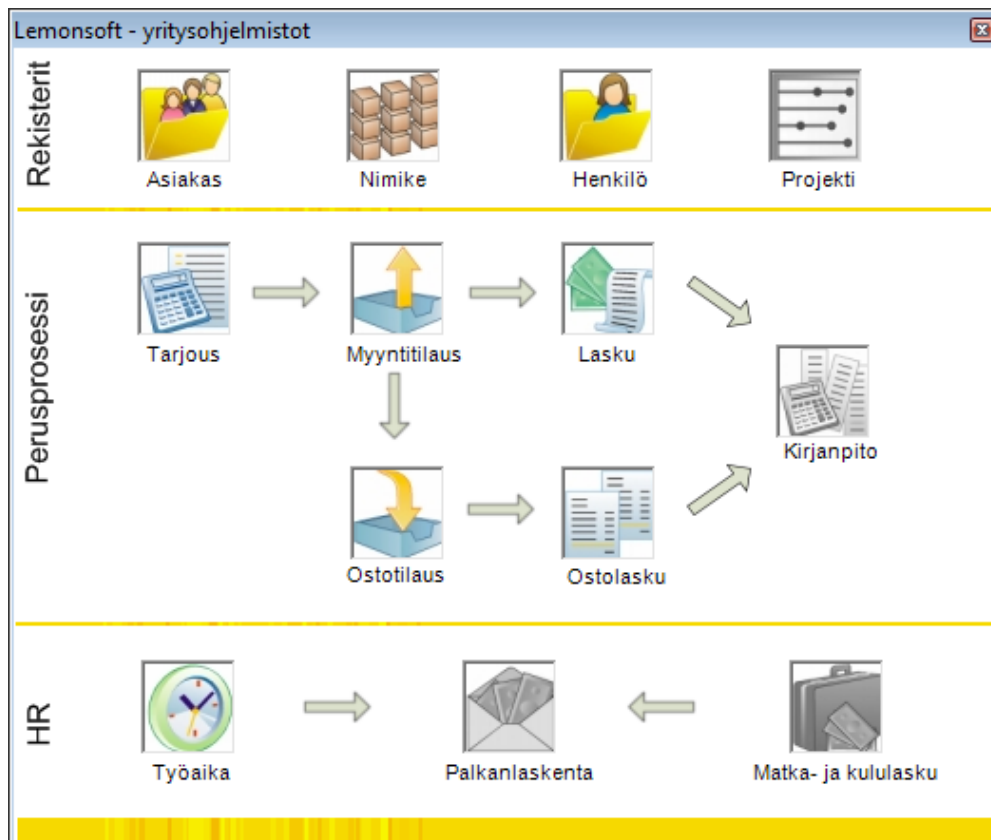 Lemonsoft - yritysohjelmistot
Rekisterit
Asiakas
Nimike
Henkilö
Projekti
Perusprosessi
Tarjous
Myyntitilaus
Lasku
Kirjanpito
Ostotilaus
Ostolasku
HR
Työaika
Palkanlaskenta
Matka- ja kululasku